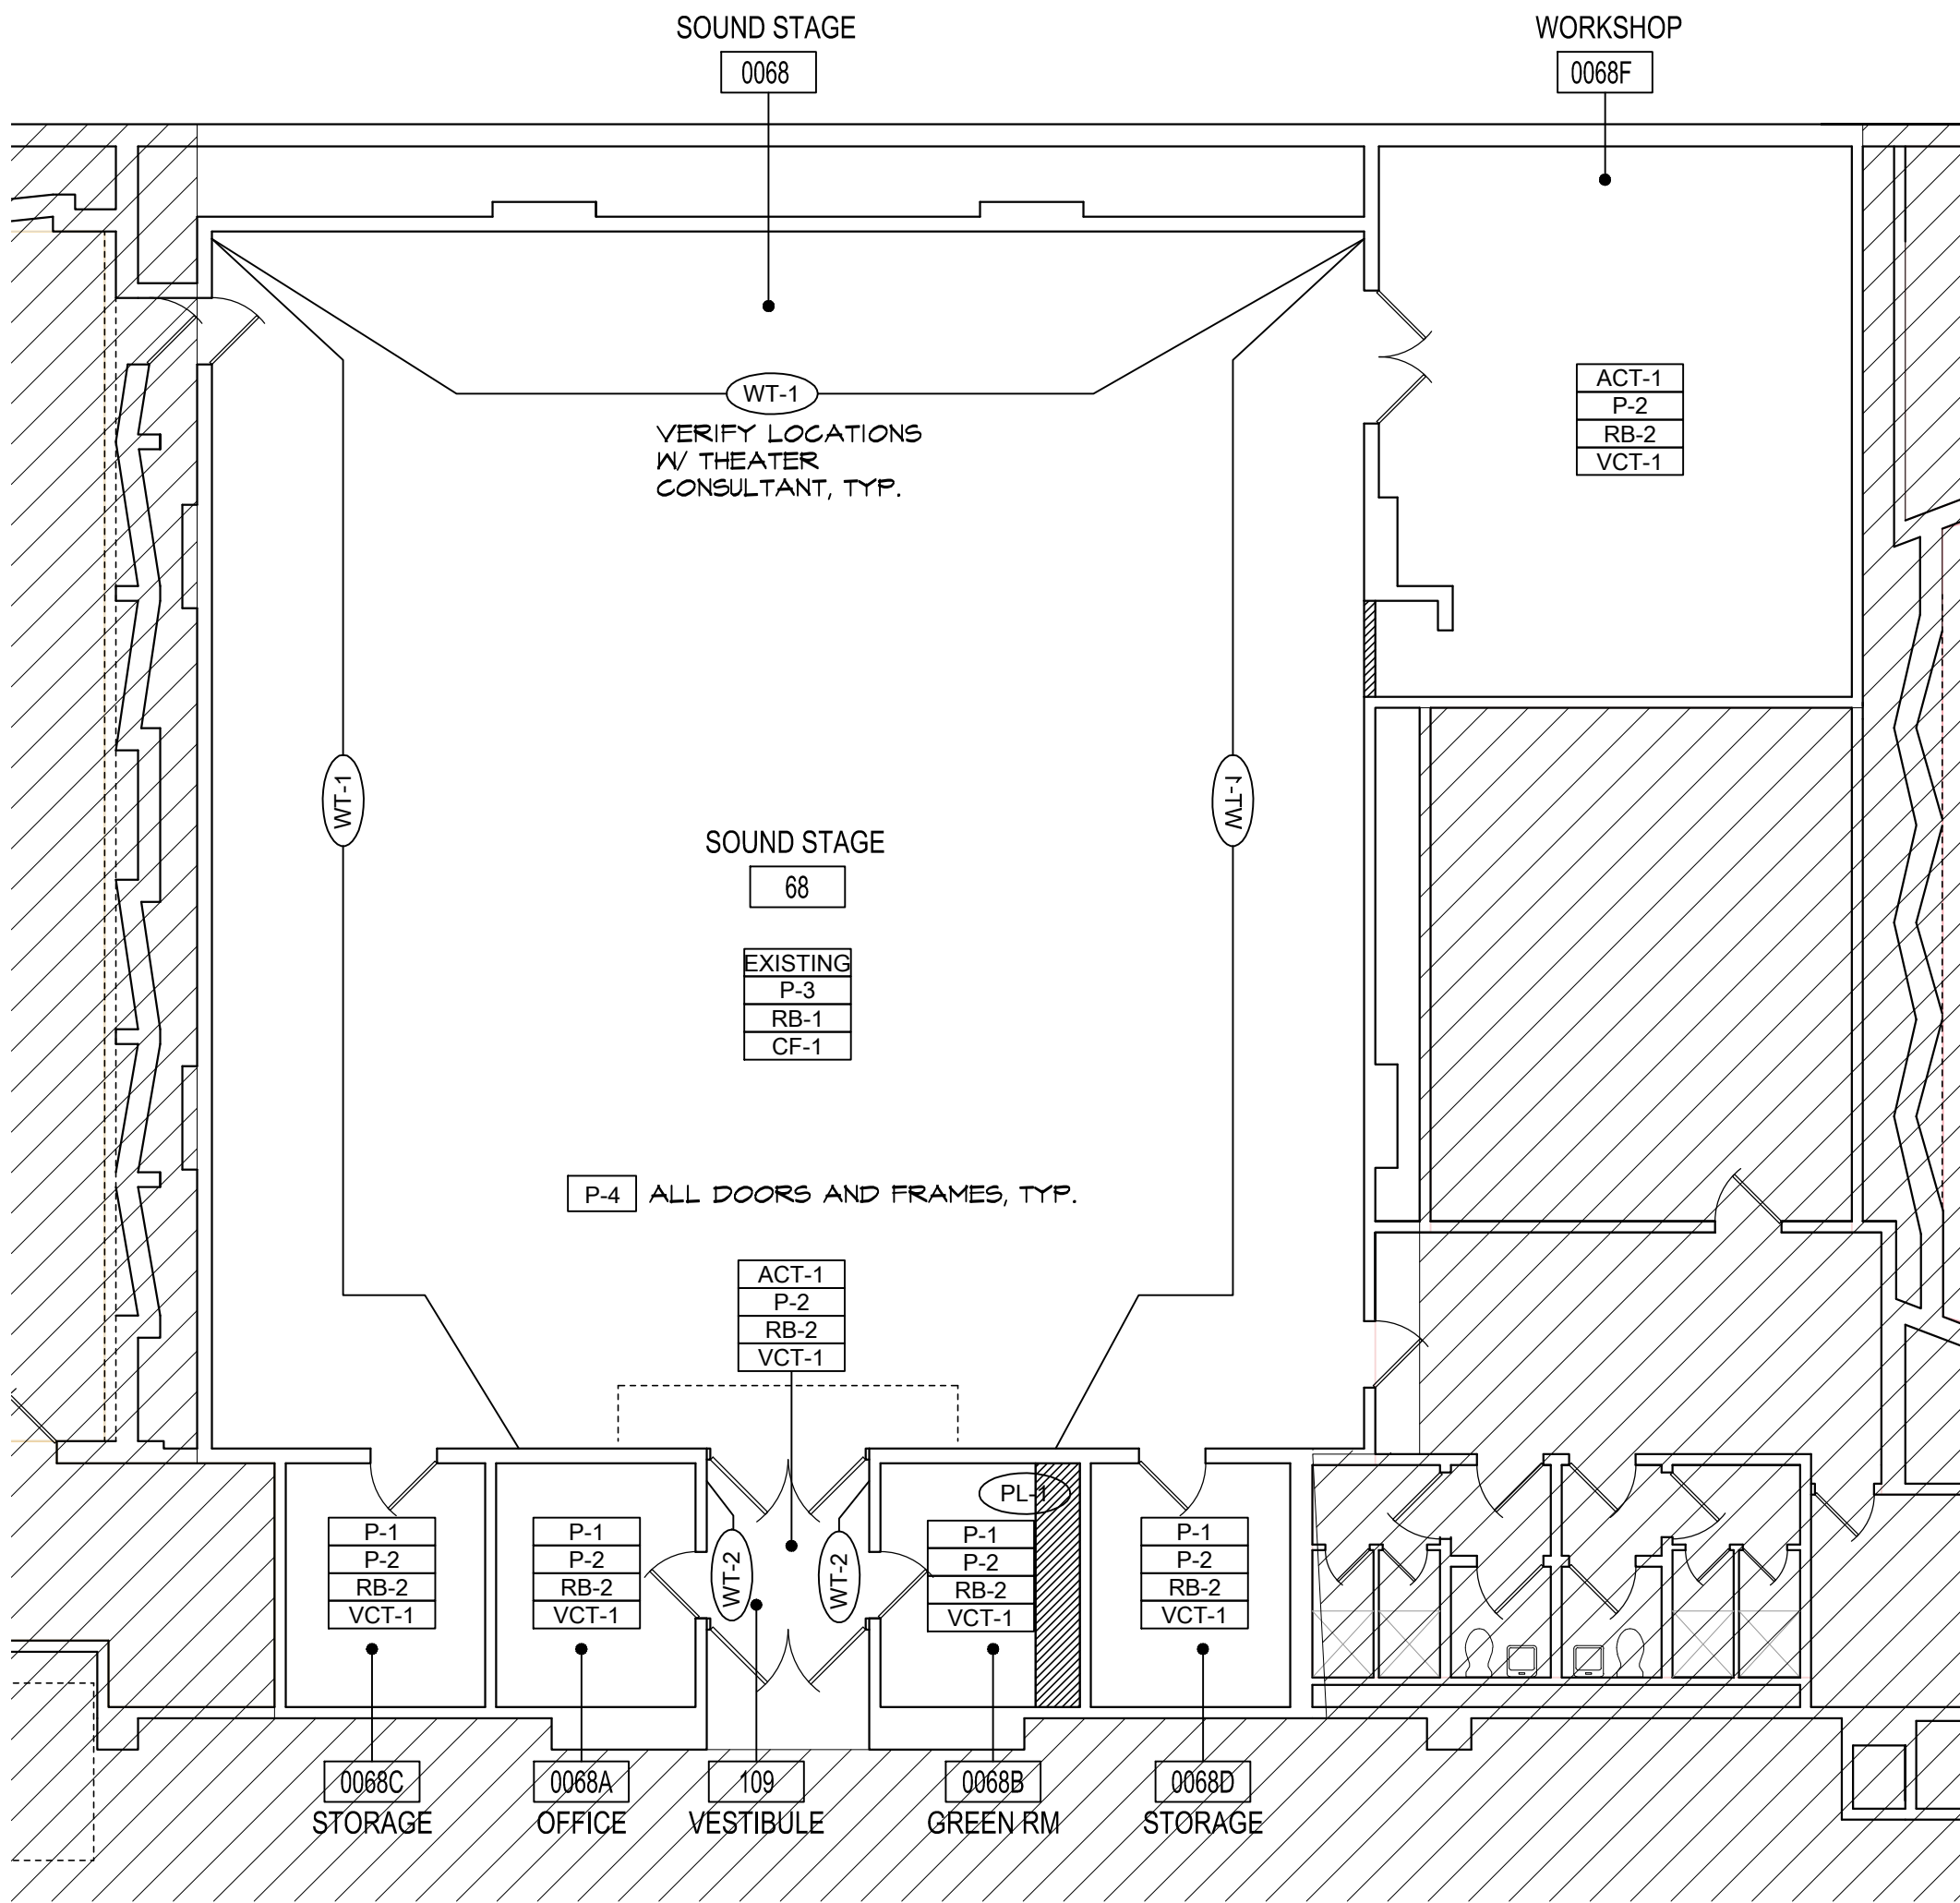 SOUND STAGE
0068
WORKSHOP
0068F
WT-1
VERIFY LOCATIONS
W/ THEATER
CONSULTANT, TYP.
ACT-1
P-2
RB-2
VCT-1
WT-1
WT-1
SOUND STAGE
68
EXISTING
P-3
RB-1
CF-1
P-4 ALL DOORS AND FRAMES, TYP.
ACT-1
P-2
RB-2
VCT-1
P-1
P-2
RB-2
VCT-1
P-1
P-2
RB-2
VCT-1
WT-2
WT-2
PL-1
P-1
P-2
RB-2
VCT-1
P-1
P-2
RB-2
VCT-1
0068C
STORAGE
0068A
OFFICE
109
VESTIBULE
0068B
GREEN RM
0068D
STORAGE